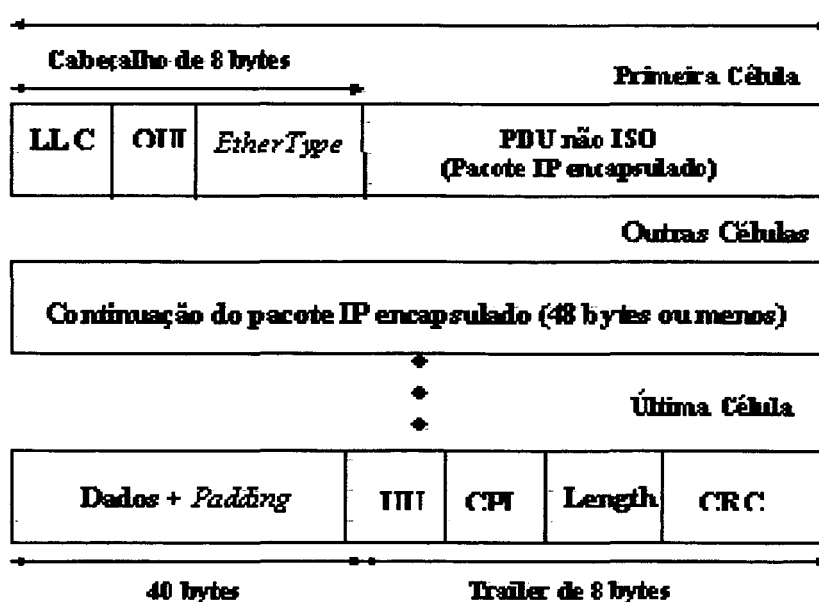 Cabeçalho de 8 bytes
Primeira Célula
LLC OUI EtherType PDU não ISO
(Pacote IP encapsulado)
Outras Células
Continuação do pacote IP encapsulado (48 bytes ou menos)
Última Célula
Dados + Padding UU CPI Length CRC
40 bytes Trailer de 8 bytes